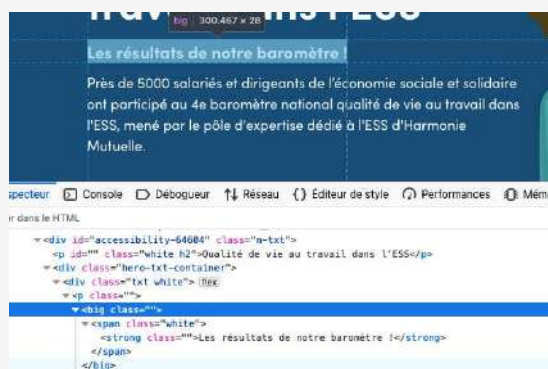 big 300.467 × 28
Les résultats de notre baromètre !
Près de 5000 salariés et dirigeants de l'économie sociale et solidaire
ont participé au 4e baromètre national qualité de vie au travail dans
l'ESS, mené par le pôle d'expertise dédié à l'ESS d'Harmonie
Mutuelle.
Console Débogueur Réseau {} Éditeur de style Performances
dans le HTML
<div id="accessibility-64604" class="m-txt">
<p id="" class="white h2">Qualité de vie au travail dans l'ESS</p>
<div class="hero-txt-container">
<div class="txt white"> flex
<p class="">
<big class="">
<span class="white">
<strong class="">Les résultats de notre baromètre !</strong>
</span>
</big>